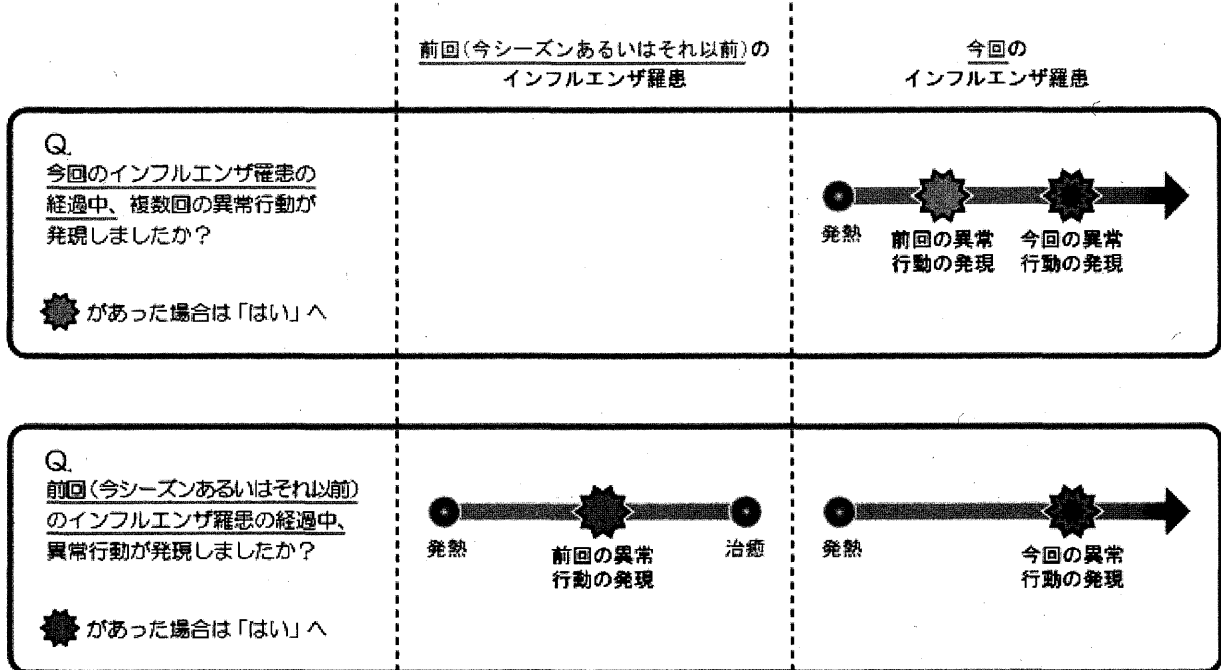 前回(今シーズンあるいはそれ以前)の
インフルエンザ羅患
今回の
インフルエンザ羅患
Q.
今回のインフルエンザ罹患の
経過中、複数回の異常行動が
発現しましたか？
があった場合は「はい」へ
発熱
前回の異常
行動の発現
今回の異常
行動の発現
Q.
前回(今シーズンあるいはそれ以前)
のインフルエンザ羅患の経過中、
異常行動が発現しましたか？
があった場合は「はい」へ
発熱
前回の異常
行動の発現
治癒
発熱
今回の異常
行動の発現